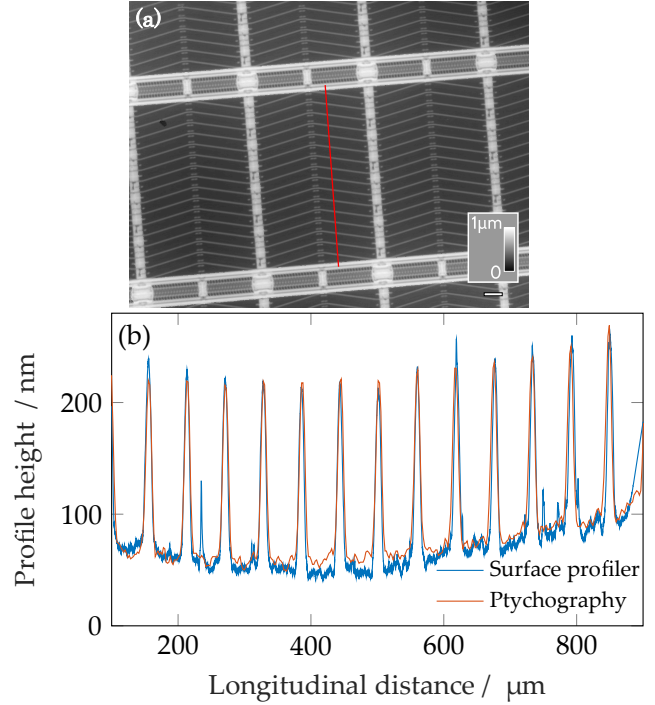 (a)
1μm
0
(b)
200
100
0
Profile height / nm
Surface profiler
Ptychography
200
400
600
800
Longitudinal distance / μm